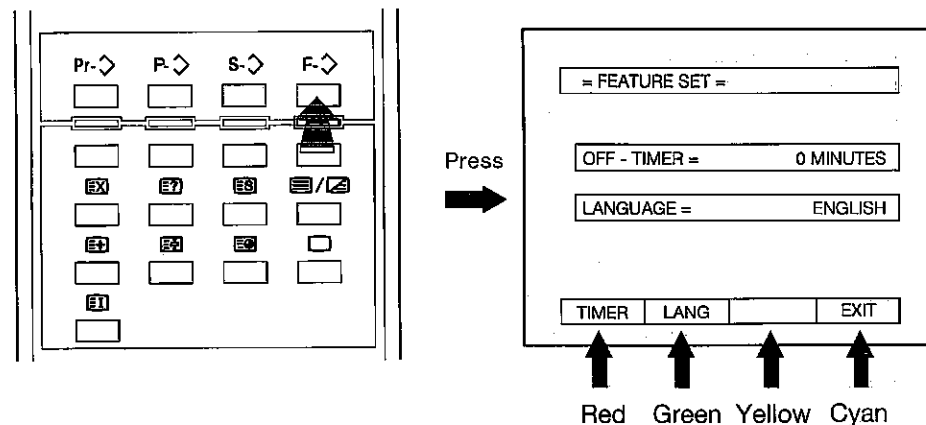 Pr- P- S- F-
Press
= FEATURE SET =
OFF - TIMER = 0 MINUTES
LANGUAGE = ENGLISH
TIMER LANG EXIT
Red Green Yellow Cyan